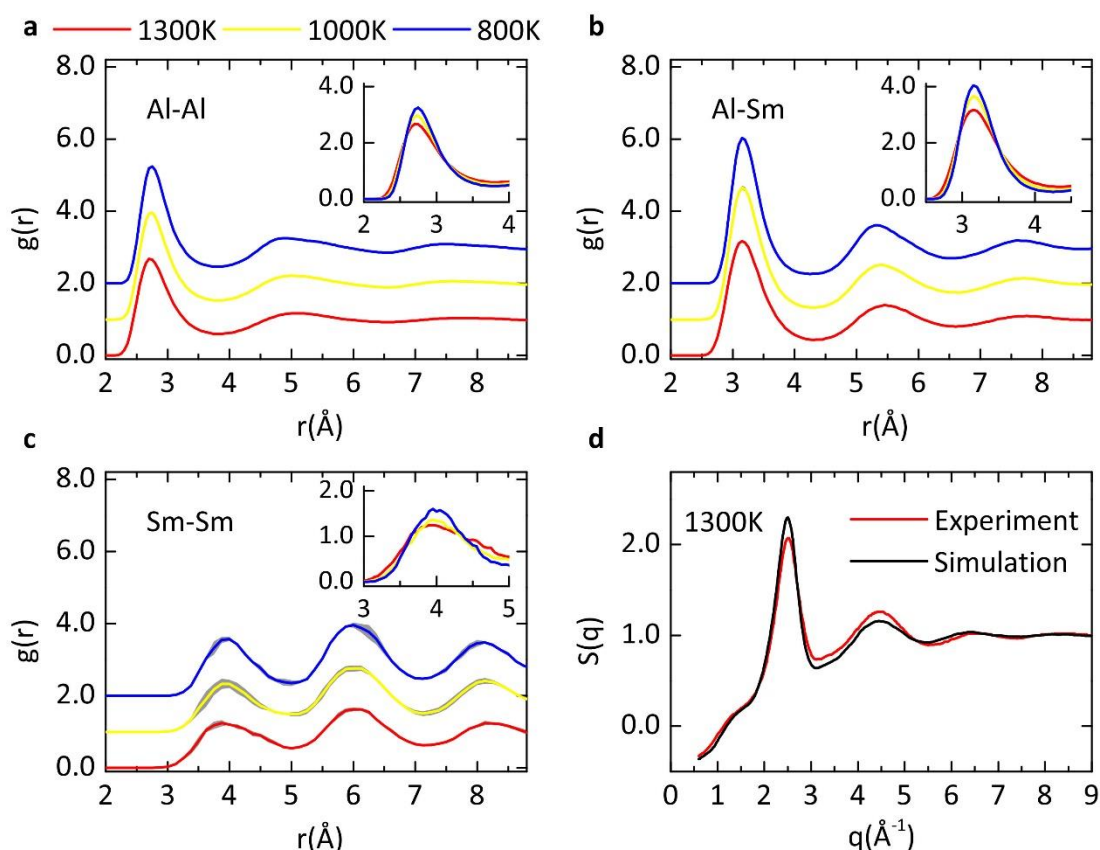 a 1300K 1000K 800K b
8.0
6.0
4.0
2.0
0.0
g(r)
Al-Al
4.0
2.0
0.0
2 3 4
2 3 4 5 6 7 8
r(Å)
8.0
6.0
4.0
2.0
0.0
g(r)
Al-Sm
4.0
2.0
0.0
3 4
2 3 4 5 6 7 8
r(Å)
c
8.0
6.0
4.0
2.0
0.0
g(r)
Sm-Sm
2.0
1.0
0.0
3 4 5
2 3 4 5 6 7 8
r(Å)
d
2.0
1.0
0.0
S(q)
1300K
Experiment
Simulation
0 1 2 3 4 5 6 7 8 9
q(Å⁻¹)